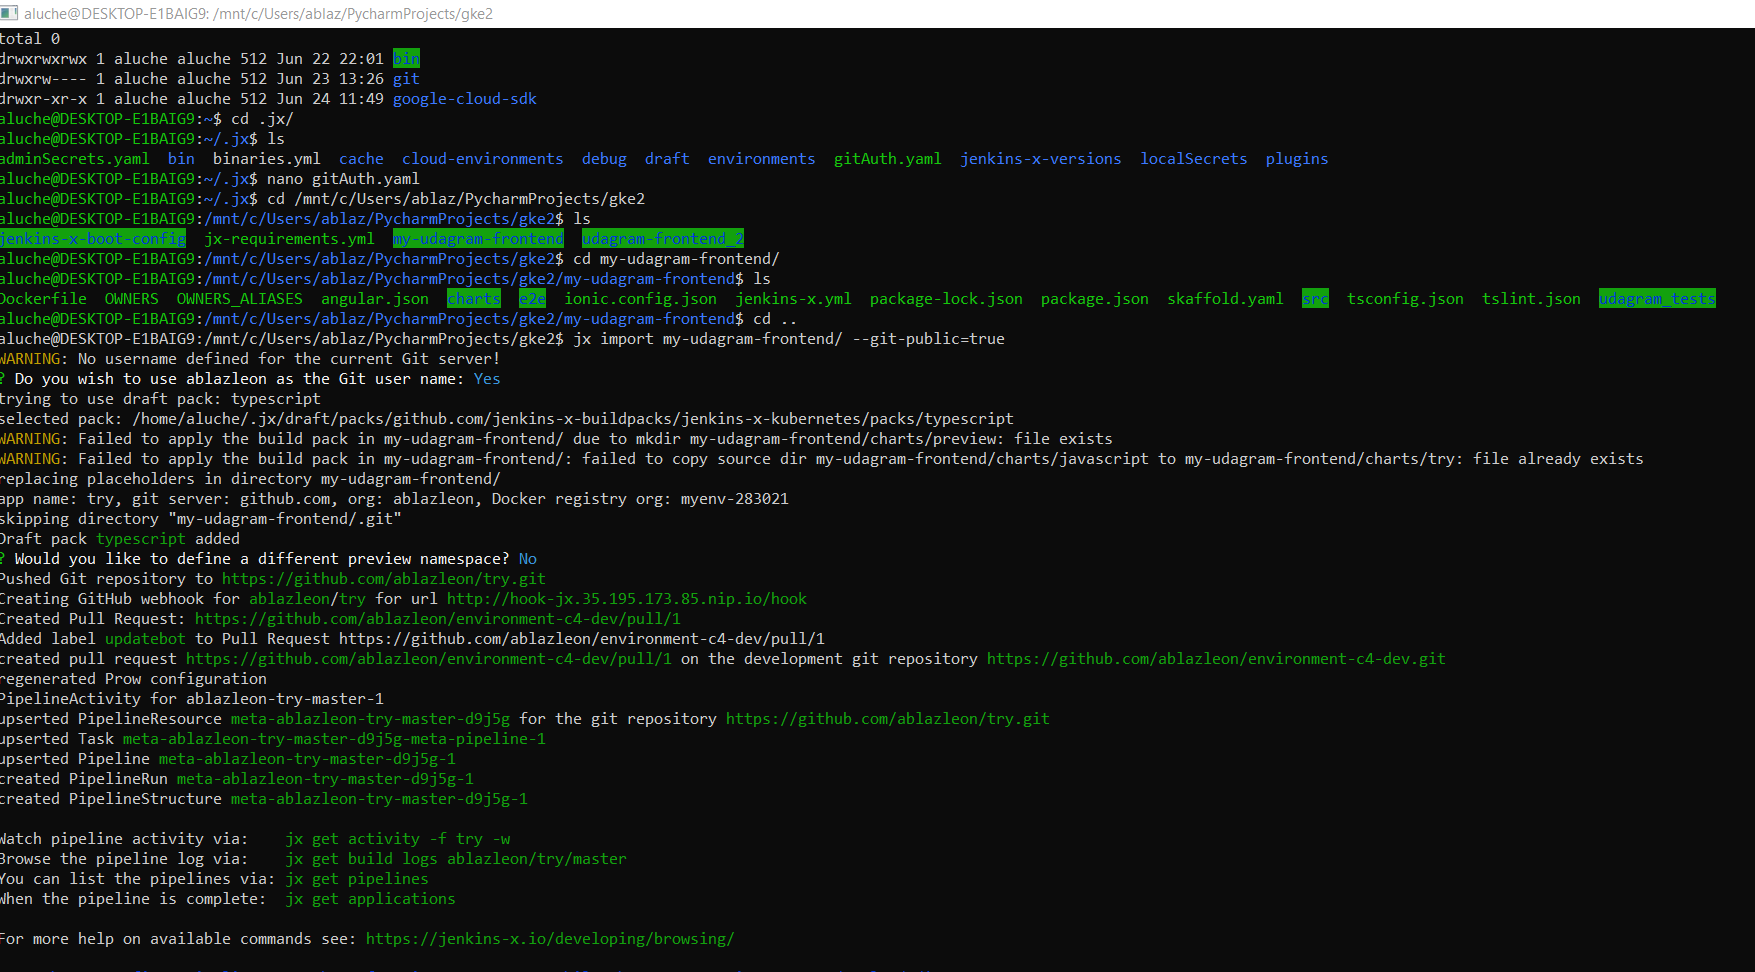 aluche@DESKTOP-E1BAIG9: /mnt/c/Users/ablaz/PycharmProjects/gke2
total 0
drwxrwxrwx 1 aluche aluche 512 Jun 22 22:01 bin
drwxrw---- 1 aluche aluche 512 Jun 23 13:26 git
drwxr-xr-x 1 aluche aluche 512 Jun 24 11:49 google-cloud-sdk
aluche@DESKTOP-E1BAIG9:~$ cd .jx/
aluche@DESKTOP-E1BAIG9:~/.jx$ ls
adminSecrets.yaml bin binaries.yml cache cloud-environments debug draft environments gitAuth.yaml jenkins-x-versions localSecrets plugins
aluche@DESKTOP-E1BAIG9:~/.jx$ nano gitAuth.yaml
aluche@DESKTOP-E1BAIG9:~/.jx$ cd /mnt/c/Users/ablaz/PycharmProjects/gke2
aluche@DESKTOP-E1BAIG9:/mnt/c/Users/ablaz/PycharmProjects/gke2$ ls
jenkins-x-boot-config jx-requirements.yml my-udagram-frontend udagram-frontend_2
aluche@DESKTOP-E1BAIG9:/mnt/c/Users/ablaz/PycharmProjects/gke2$ cd my-udagram-frontend/
aluche@DESKTOP-E1BAIG9:/mnt/c/Users/ablaz/PycharmProjects/gke2/my-udagram-frontend$ ls
Dockerfile OWNERS OWNERS_ALIASES angular.json charts e2e ionic.config.json jenkins-x.yml package-lock.json package.json skaffold.yaml src tsconfig.json tslint.json udagram_tests
aluche@DESKTOP-E1BAIG9:/mnt/c/Users/ablaz/PycharmProjects/gke2/my-udagram-frontend$ cd ..
aluche@DESKTOP-E1BAIG9:/mnt/c/Users/ablaz/PycharmProjects/gke2$ jx import my-udagram-frontend/ --git-public=true
WARNING: No username defined for the current Git server!
? Do you wish to use ablazleon as the Git user name: Yes
trying to use draft pack: typescript
selected pack: /home/aluche/.jx/draft/packs/github.com/jenkins-x-buildpacks/jenkins-x-kubernetes/packs/typescript
WARNING: Failed to apply the build pack in my-udagram-frontend/ due to mkdir my-udagram-frontend/charts/preview: file exists
WARNING: Failed to apply the build pack in my-udagram-frontend/: failed to copy source dir my-udagram-frontend/charts/javascript to my-udagram-frontend/charts/try: file already exists
replacing placeholders in directory my-udagram-frontend/
app name: try, git server: github.com, org: ablazleon, Docker registry org: myenv-283021
skipping directory "my-udagram-frontend/.git"
Draft pack typescript added
? Would you like to define a different preview namespace? No
Pushed Git repository to https://github.com/ablazleon/try.git
Creating GitHub webhook for ablazleon/try for url http://hook-jx.35.195.173.85.nip.io/hook
Created Pull Request: https://github.com/ablazleon/environment-c4-dev/pull/1
Added label updatebot to Pull Request https://github.com/ablazleon/environment-c4-dev/pull/1
created pull request https://github.com/ablazleon/environment-c4-dev/pull/1 on the development git repository https://github.com/ablazleon/environment-c4-dev.git
regenerated Prow configuration
PipelineActivity for ablazleon-try-master-1
upserted PipelineResource meta-ablazleon-try-master-d9j5g for the git repository https://github.com/ablazleon/try.git
upserted Task meta-ablazleon-try-master-d9j5g-meta-pipeline-1
upserted Pipeline meta-ablazleon-try-master-d9j5g-1
created PipelineRun meta-ablazleon-try-master-d9j5g-1
created PipelineStructure meta-ablazleon-try-master-d9j5g-1
Watch pipeline activity via: jx get activity -f try -w
Browse the pipeline log via: jx get build logs ablazleon/try/master
You can list the pipelines via: jx get pipelines
When the pipeline is complete: jx get applications
For more help on available commands see: https://jenkins-x.io/developing/browsing/